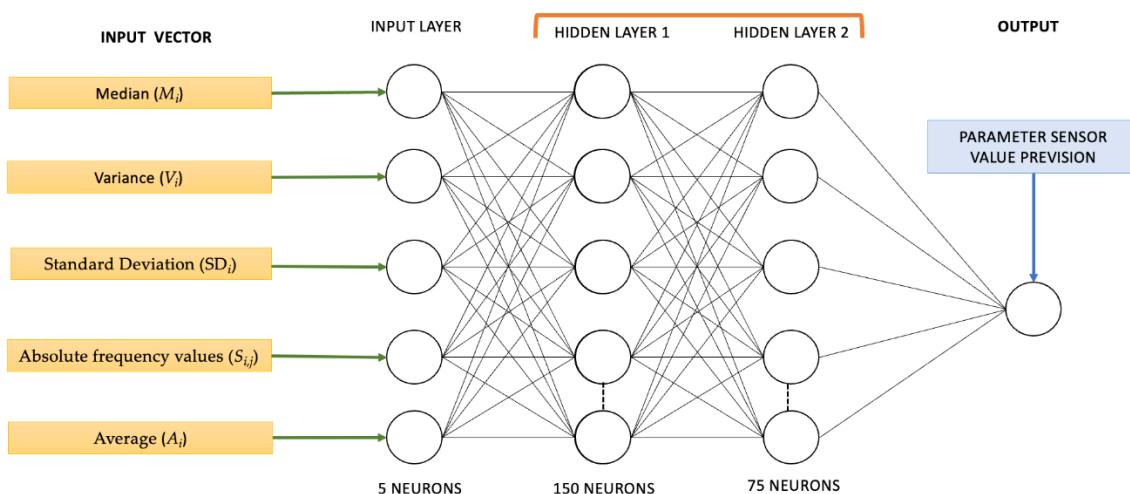 INPUT VECTOR
INPUT LAYER
HIDDEN LAYER 1
HIDDEN LAYER 2
OUTPUT
Median (Mi)
Variance (Vi)
Standard Deviation (SDi)
Absolute frequency values (Si,j)
Average (Ai)
PARAMETER SENSOR
VALUE PREVISION
5 NEURONS
150 NEURONS
75 NEURONS